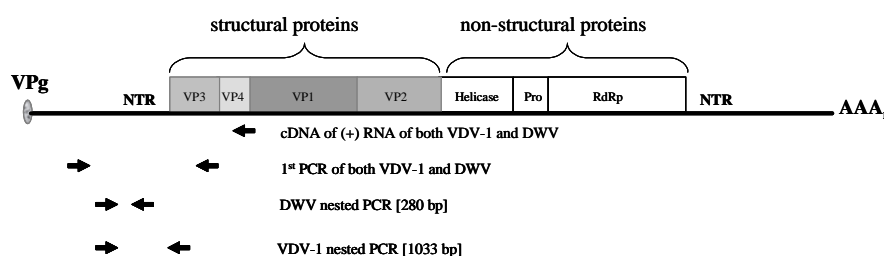 structural proteins non-structural proteins
VPg
NTR VP3 VP4 VP1 VP2 Helicase Pro RdRp NTR
AAA
cDNA of (+) RNA of both VDV-1 and DWV
1st PCR of both VDV-1 and DWV
DWV nested PCR [280 bp]
VDV-1 nested PCR [1033 bp]